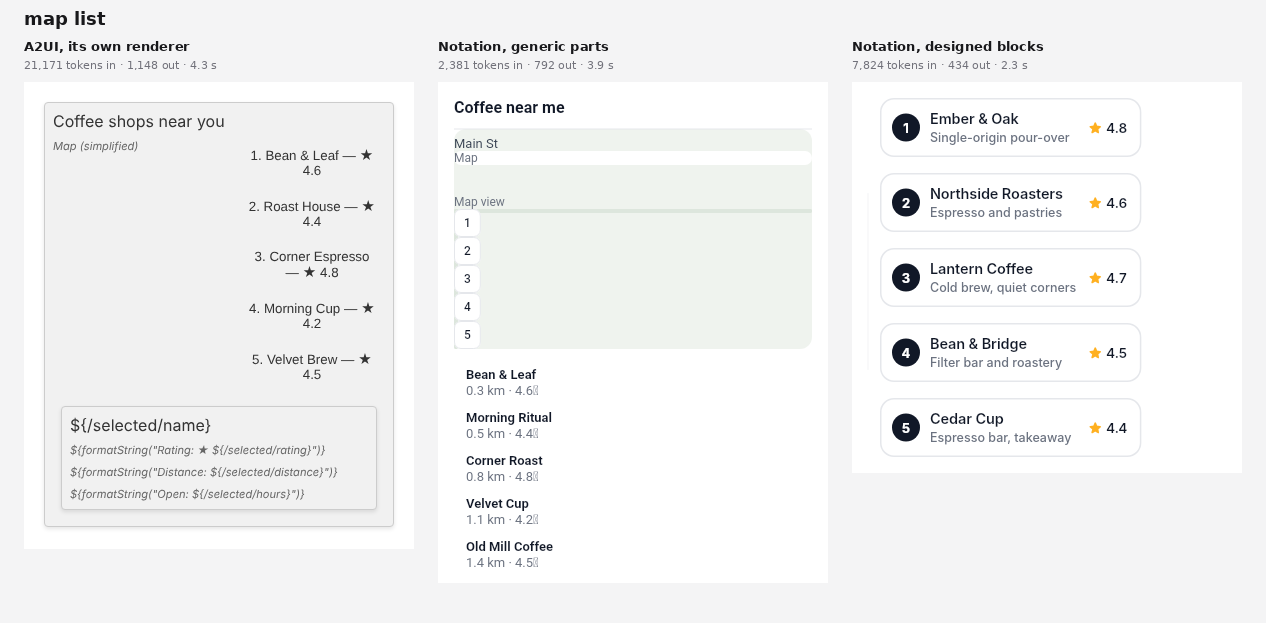 map list
A2UI, its own renderer
21,171 tokens in · 1,148 out · 4.3 s
Coffee shops near you
Map (simplified)
1. Bean & Leaf — ★
4.6
2. Roast House — ★
4.4
3. Corner Espresso
— ★ 4.8
4. Morning Cup — ★
4.2
5. Velvet Brew — ★
4.5
${/selected/name}
${formatString("Rating: ★ ${/selected/rating}")}
${formatString("Distance: ${/selected/distance}")}
${formatString("Open: ${/selected/hours}")}
Notation, generic parts
2,381 tokens in · 792 out · 3.9 s
Coffee near me
Main St
Map
Map view
1
2
3
4
5
Bean & Leaf
0.3 km · 4.6
Morning Ritual
0.5 km · 4.4
Corner Roast
0.8 km · 4.8
Velvet Cup
1.1 km · 4.2
Old Mill Coffee
1.4 km · 4.5
Notation, designed blocks
7,824 tokens in · 434 out · 2.3 s
1 Ember & Oak ★ 4.8
Single-origin pour-over
2 Northside Roasters ★ 4.6
Espresso and pastries
3 Lantern Coffee ★ 4.7
Cold brew, quiet corners
4 Bean & Bridge ★ 4.5
Filter bar and roastery
5 Cedar Cup ★ 4.4
Espresso bar, takeaway